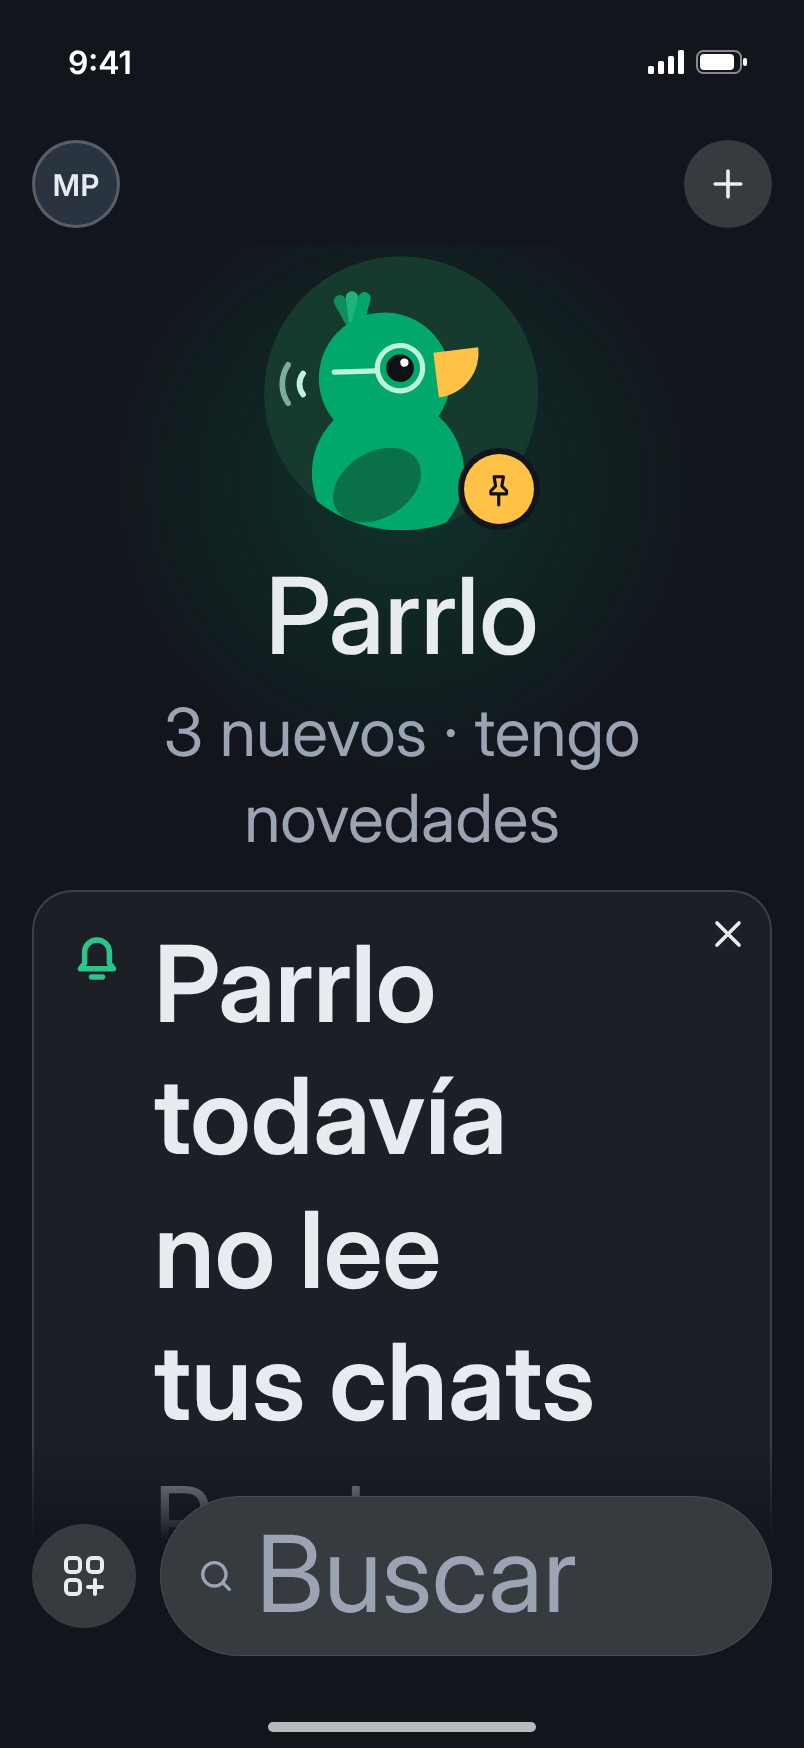 9:41
MP
Parrlo
3 nuevos · tengo
novedades
Parrlo
todavía
no lee
tus chats
Buscar